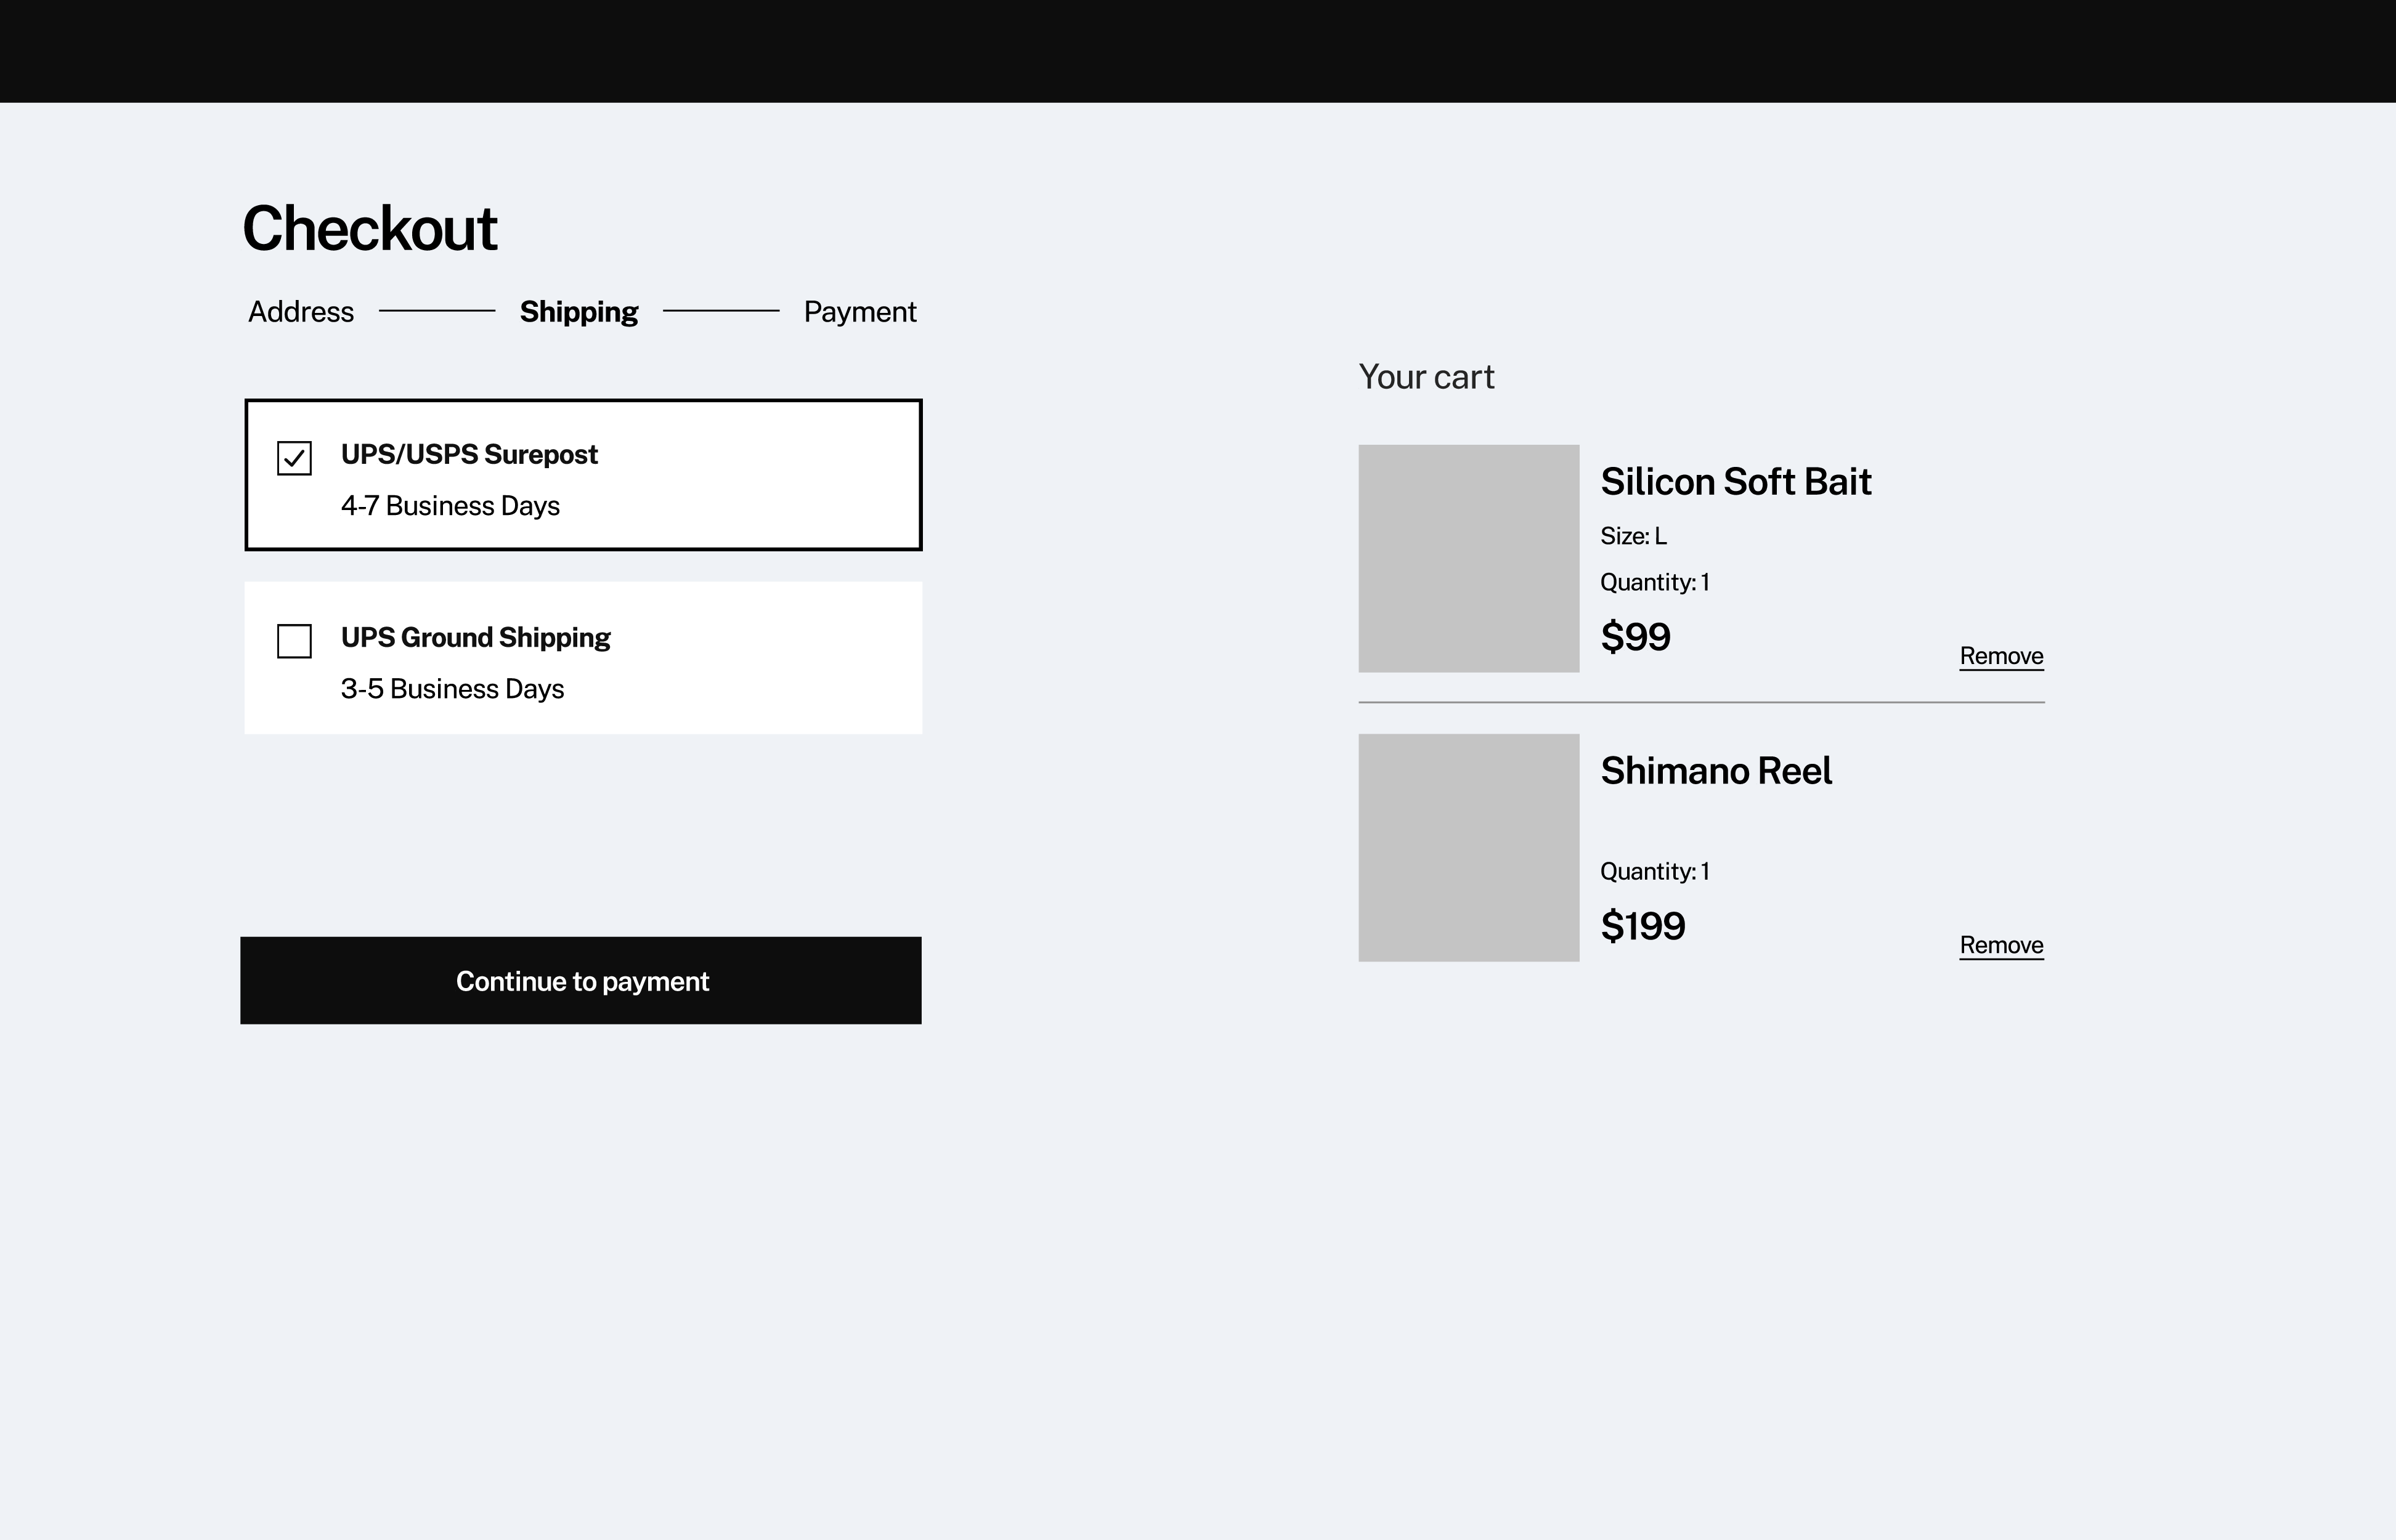 Checkout
Address Shipping Payment
UPS/USPS Surepost
4-7 Business Days
UPS Ground Shipping
3-5 Business Days
Continue to payment
Your cart
Silicon Soft Bait
Size: L
Quantity: 1
$99
Remove
Shimano Reel
Quantity: 1
$199
Remove